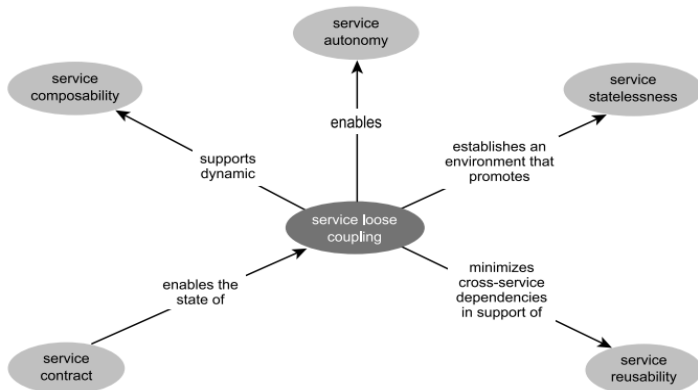 service
autonomy
service
composability
service
statelessness
enables
supports
dynamic
establishes an
environment that
promotes
service loose
coupling
enables the
state of
minimizes
cross-service
dependencies
in support of
service
contract
service
reusability